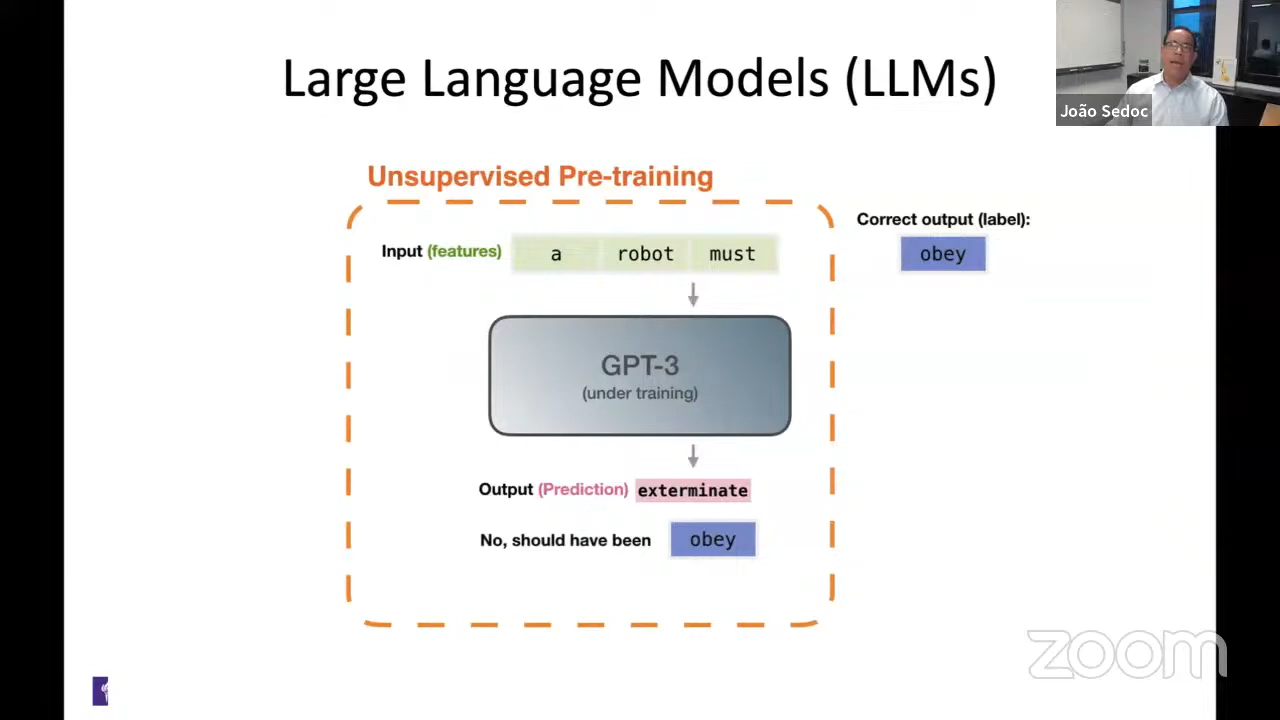 Large Language Models (LLMs)
João Sedoc
Unsupervised Pre-training
Input (features) a robot must
Correct output (label):
obey
GPT-3
(under training)
Output (Prediction) exterminate
No, should have been obey
zoom